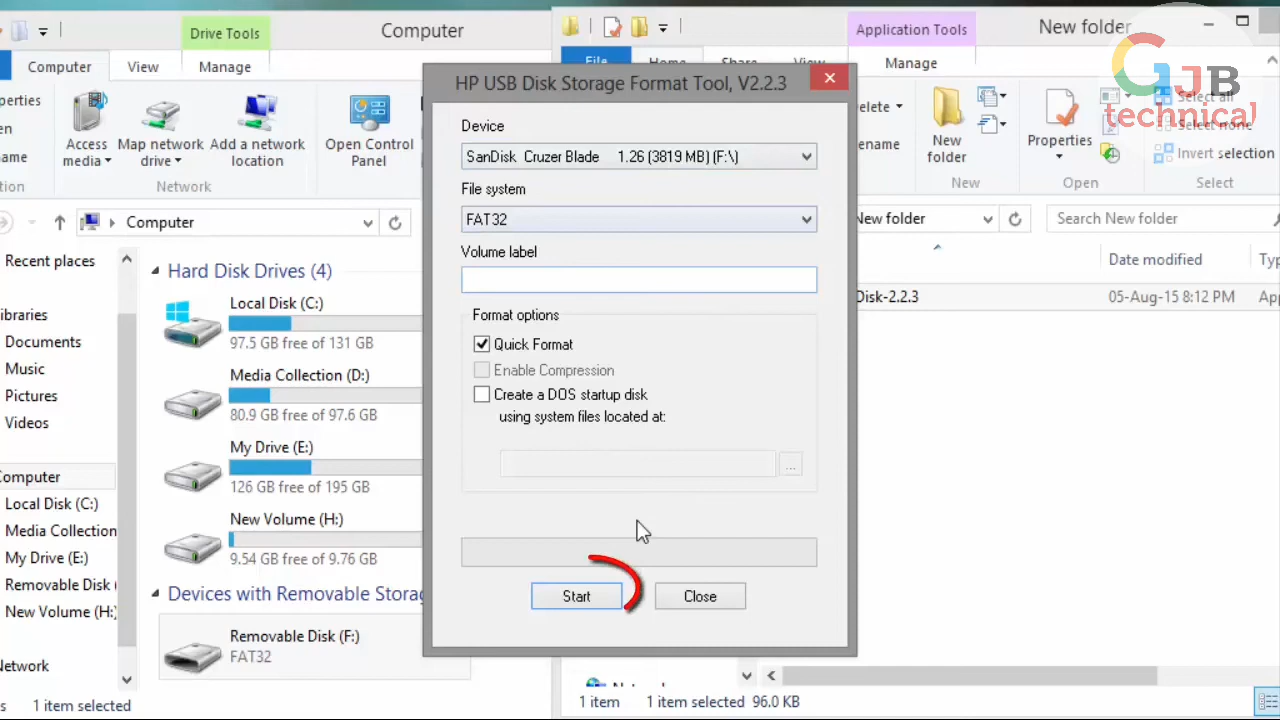 Drive Tools
Computer
Computer
View
Manage
Access media
Map network drive
Add a network location
Open Control Panel
Network
Computer
Recent places
Documents
Music
Pictures
Videos
Local Disk (C:)
Media Collection
My Drive (E:)
Removable Disk
New Volume (H:)
1 item selected
Hard Disk Drives (4)
Local Disk (C:)
97.5 GB free of 131 GB
Media Collection (D:)
80.9 GB free of 97.6 GB
My Drive (E:)
126 GB free of 195 GB
New Volume (H:)
9.54 GB free of 9.76 GB
Devices with Removable Storag
Removable Disk (F:)
FAT32
HP USB Disk Storage Format Tool, V2.2.3
Device
SanDisk Cruzer Blade 1.26 (3819 MB) (F:\)
File system
FAT32
Volume label
Format options
Quick Format
Enable Compression
Create a DOS startup disk
using system files located at:
...
Start
Close
Application Tools
New folder
File
Home
Share
View
Manage
New folder
Properties
Select all
Select none
Invert selection
New
Open
Select
New folder
Search New folder
Date modified
Disk-2.2.3
05-Aug-15 8:12 PM
1 item
1 item selected 96.0 KB
GJB
technical